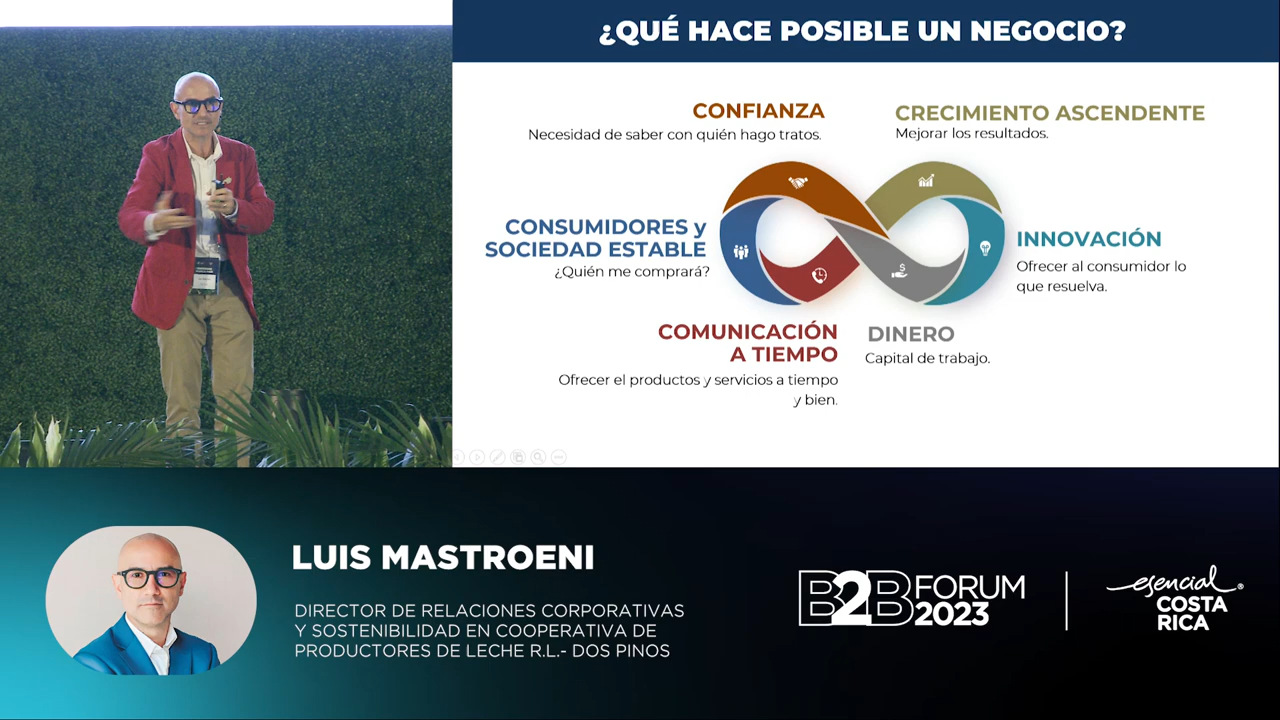 ¿QUÉ HACE POSIBLE UN NEGOCIO?
CONFIANZA
Necesidad de saber con quién hago tratos.
CRECIMIENTO ASCENDENTE
Mejorar los resultados.
CONSUMIDORES y
SOCIEDAD ESTABLE
¿Quién me comprará?
INNOVACIÓN
Ofrecer al consumidor lo
que resuelva.
COMUNICACIÓN
A TIEMPO
Ofrecer el productos y servicios a tiempo
y bien.
DINERO
Capital de trabajo.
$
LUIS MASTROENI
DIRECTOR DE RELACIONES CORPORATIVAS
Y SOSTENIBILIDAD EN COOPERATIVA DE
PRODUCTORES DE LECHE R.L.- DOS PINOS
B2B FORUM
2023
esencial
COSTA
RICA
®